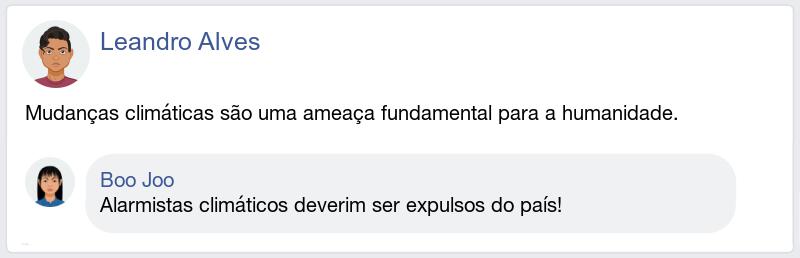 Leandro Alves
Mudanças climáticas são uma ameaça fundamental para a humanidade.
Boo Joo
Alarmistas climáticos deverim ser expulsos do país!